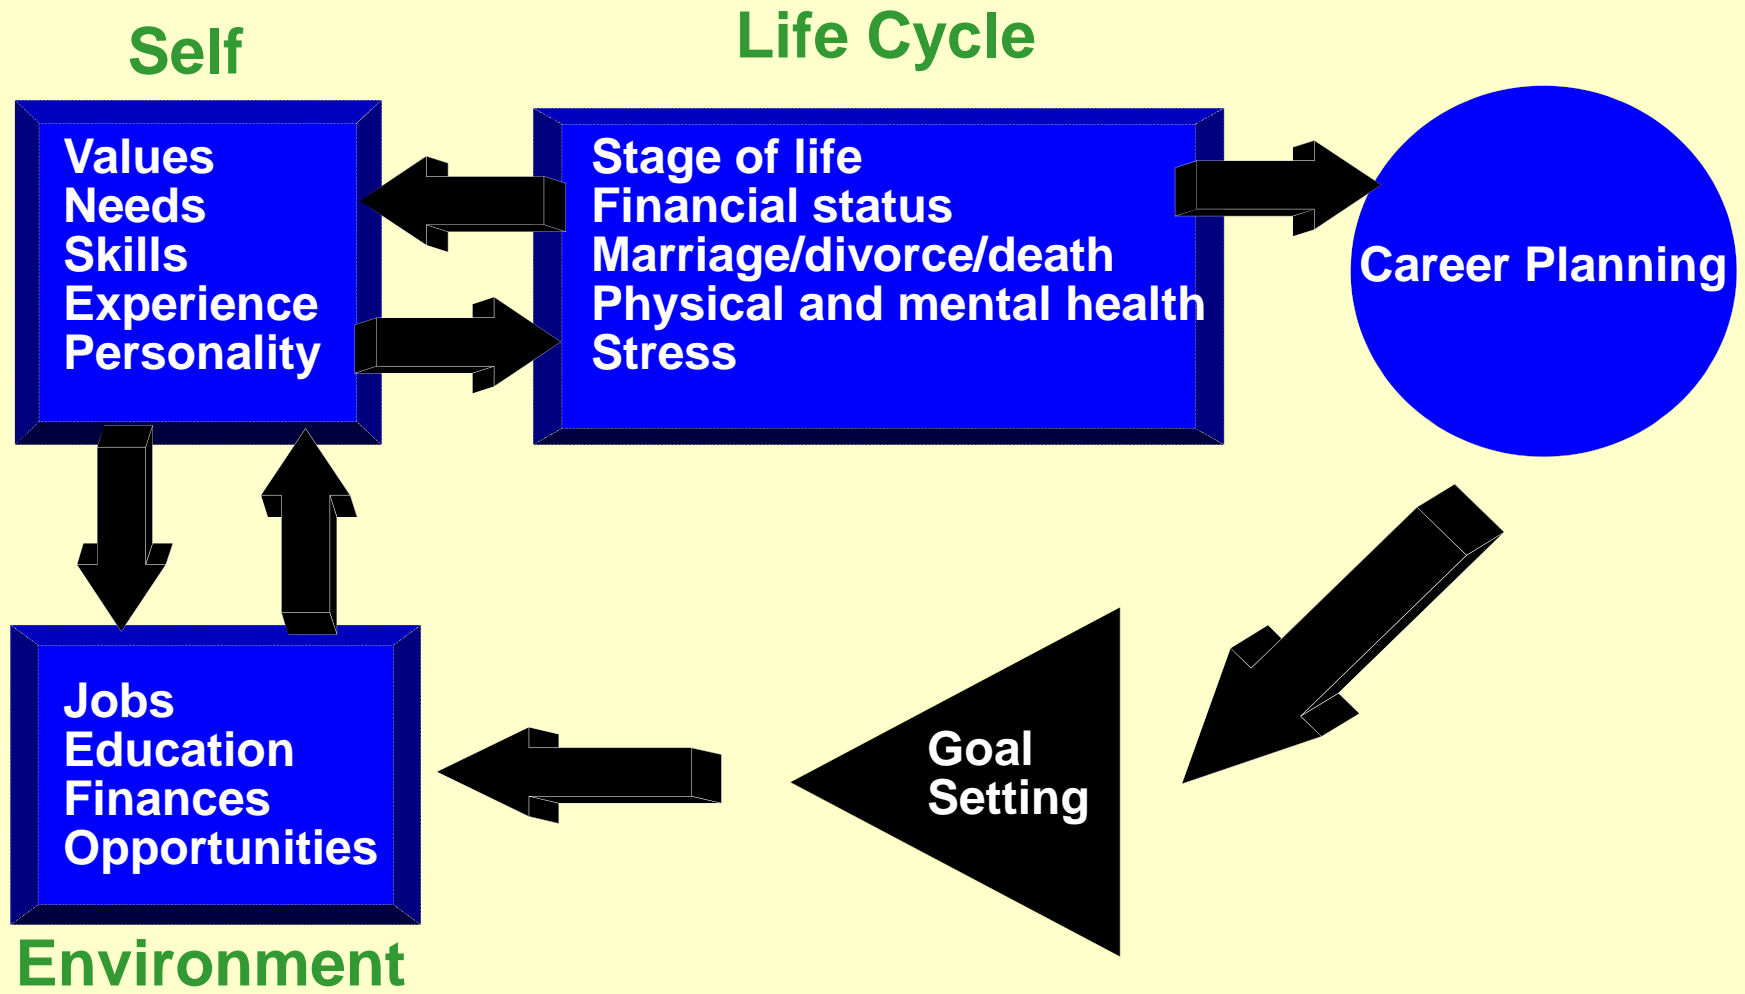 Self
Values
Needs
Skills
Experience
Personality
Life Cycle
Stage of life
Financial status
Marriage/divorce/death
Physical and mental health
Stress
Career Planning
Goal
Setting
Jobs
Education
Finances
Opportunities
Environment